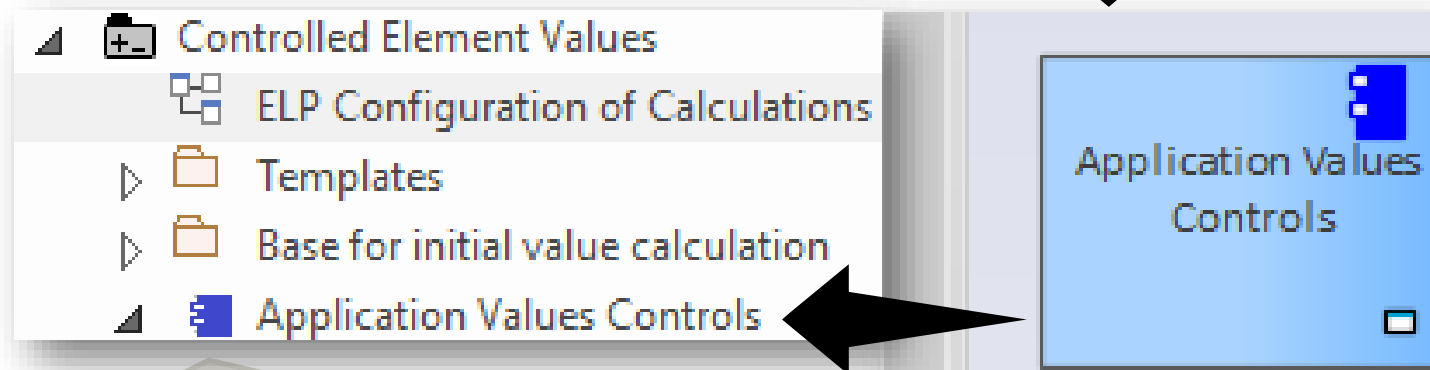 Controlled Element Values
ELP Configuration of Calculations
Templates
Base for initial value calculation
Application Values Controls
Application Values
Controls